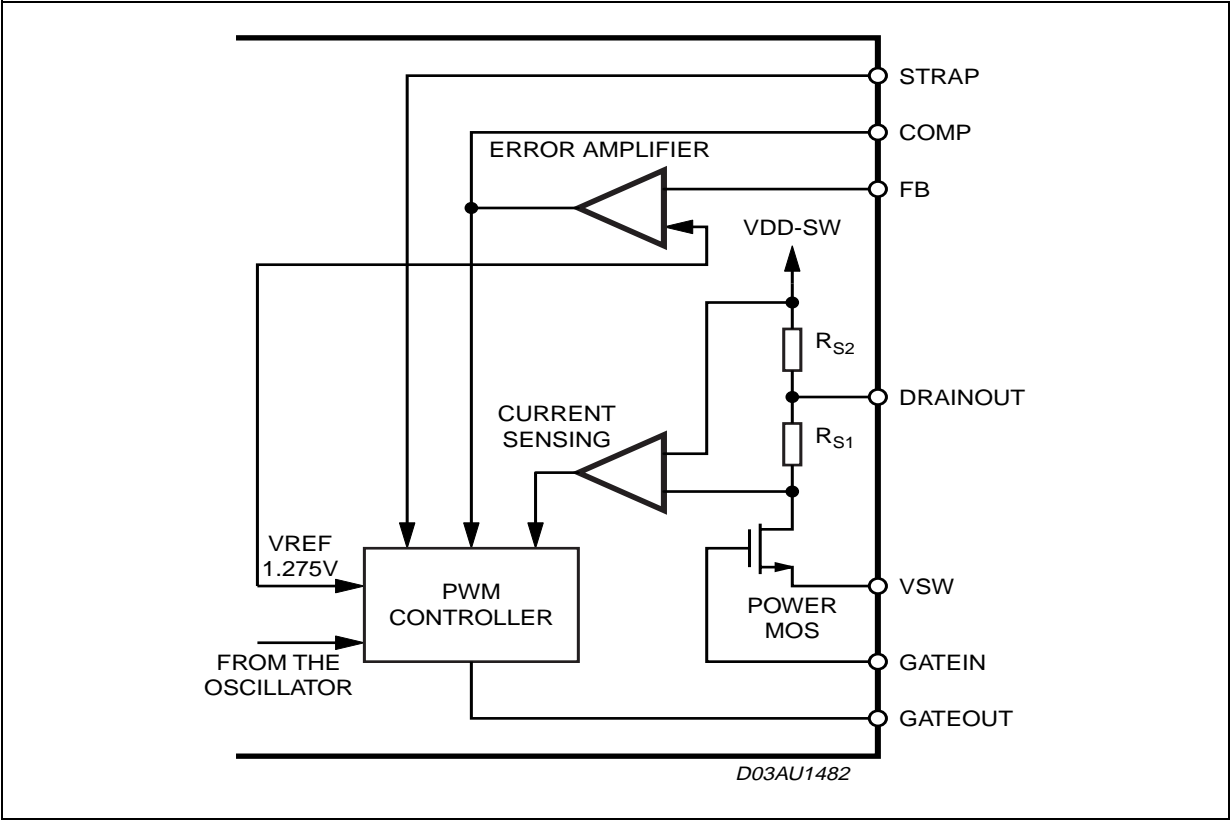 STRAP
COMP
ERROR AMPLIFIER
FB
VDD-SW
RS2
DRAINOUT
CURRENT
SENSING
RS1
VREF
1.275V
PWM
CONTROLLER
VSW
POWER
MOS
FROM THE
OSCILLATOR
GATEIN
GATEOUT
D03AU1482